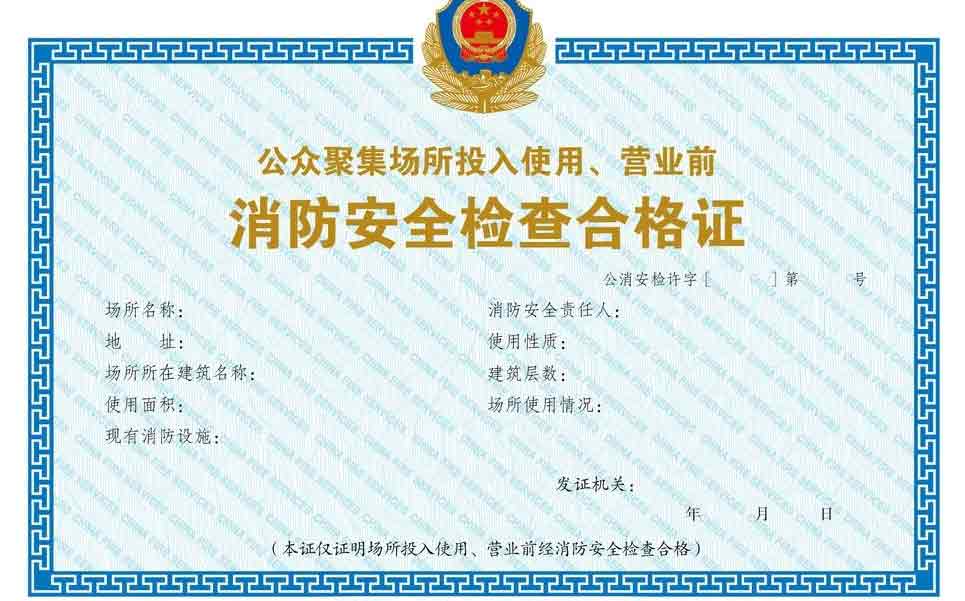 公众聚集场所投入使用、营业前
消防安全检查合格证
公消安检许字［　　　］第　　　号
场所名称：
消防安全责任人：
地　　址：
使用性质：
场所所在建筑名称：
建筑层数：
使用面积：
场所使用情况：
现有消防设施：
发证机关：
年　　月　　日
（本证仅证明场所投入使用、营业前经消防安全检查合格）
CHINA FIRE SERVICES